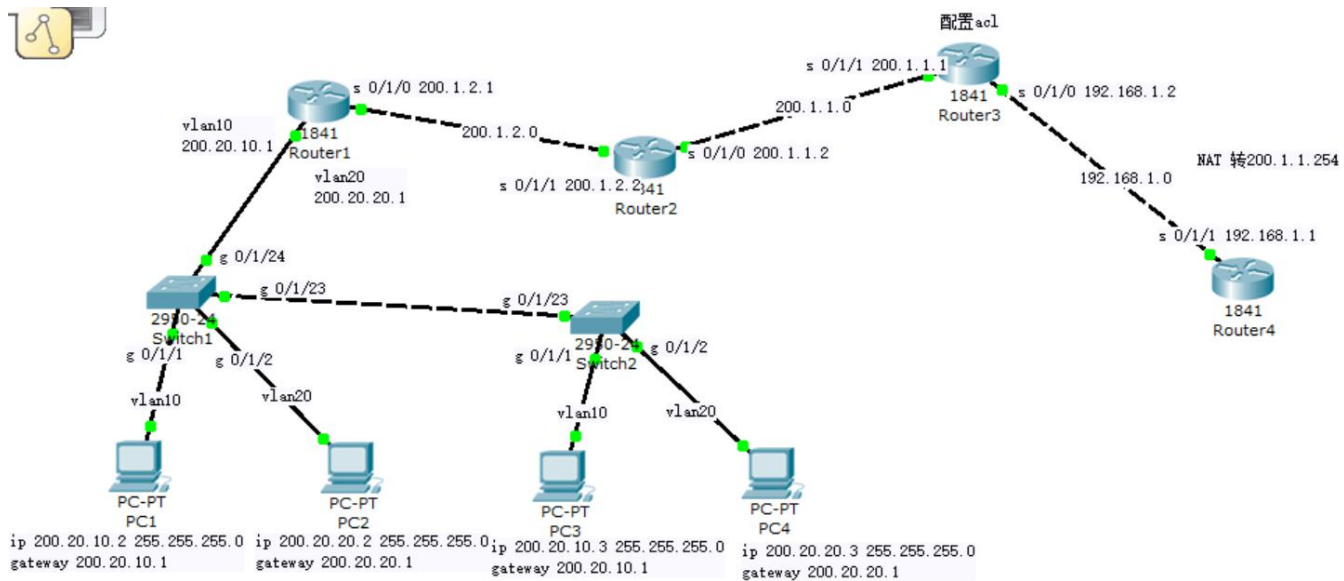 配置acl
s 0/1/1 200.1.1.1
1841
Router3
s 0/1/0 192.168.1.2
s 0/1/0 200.1.2.1
1841
Router1
vlan10
200.20.10.1
vlan20
200.20.20.1
200.1.2.0
200.1.1.0
s 0/1/0 200.1.1.2
s 0/1/1 200.1.2.2
841
Router2
NAT 转200.1.1.254
192.168.1.0
s 0/1/1 192.168.1.1
1841
Router4
g 0/1/24
g 0/1/23
g 0/1/23
2950-24
Switch1
g 0/1/1
g 0/1/2
2950-24
Switch2
g 0/1/1
g 0/1/2
vlan10
vlan20
vlan10
vlan20
PC-PT
PC1
ip 200.20.10.2 255.255.255.0
gateway 200.20.10.1
PC-PT
PC2
ip 200.20.20.2 255.255.255.0
gateway 200.20.20.1
PC-PT
PC3
ip 200.20.10.3 255.255.255.0
gateway 200.20.10.1
PC-PT
PC4
ip 200.20.20.3 255.255.255.0
gateway 200.20.20.1